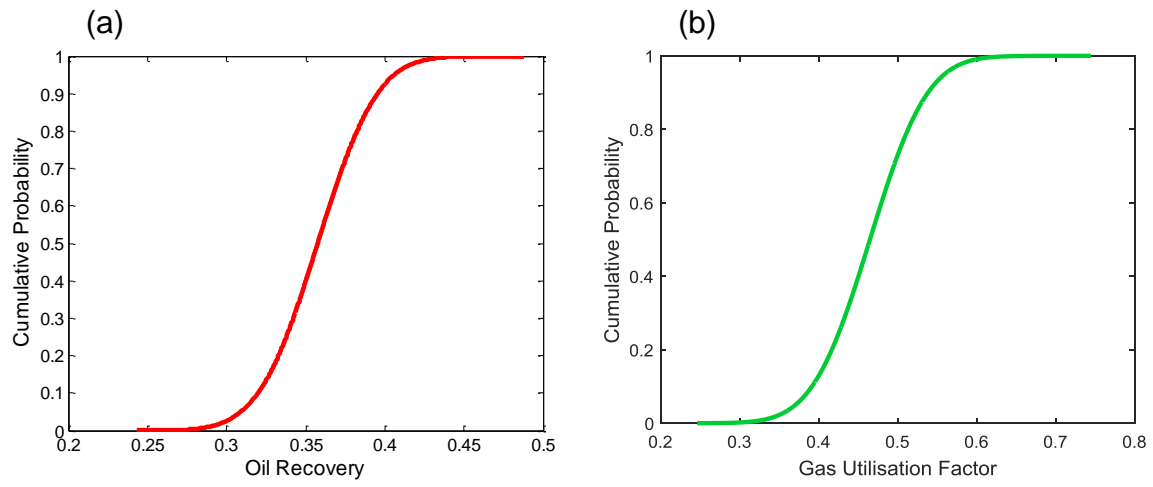 (a)
1
0.9
0.8
0.7
0.6
0.5
0.4
0.3
0.2
0.1
0
0.2 0.25 0.3 0.35 0.4 0.45 0.5
Cumulative Probability
Oil Recovery
(b)
1
0.8
0.6
0.4
0.2
0
0.2 0.3 0.4 0.5 0.6 0.7 0.8
Cumulative Probability
Gas Utilisation Factor